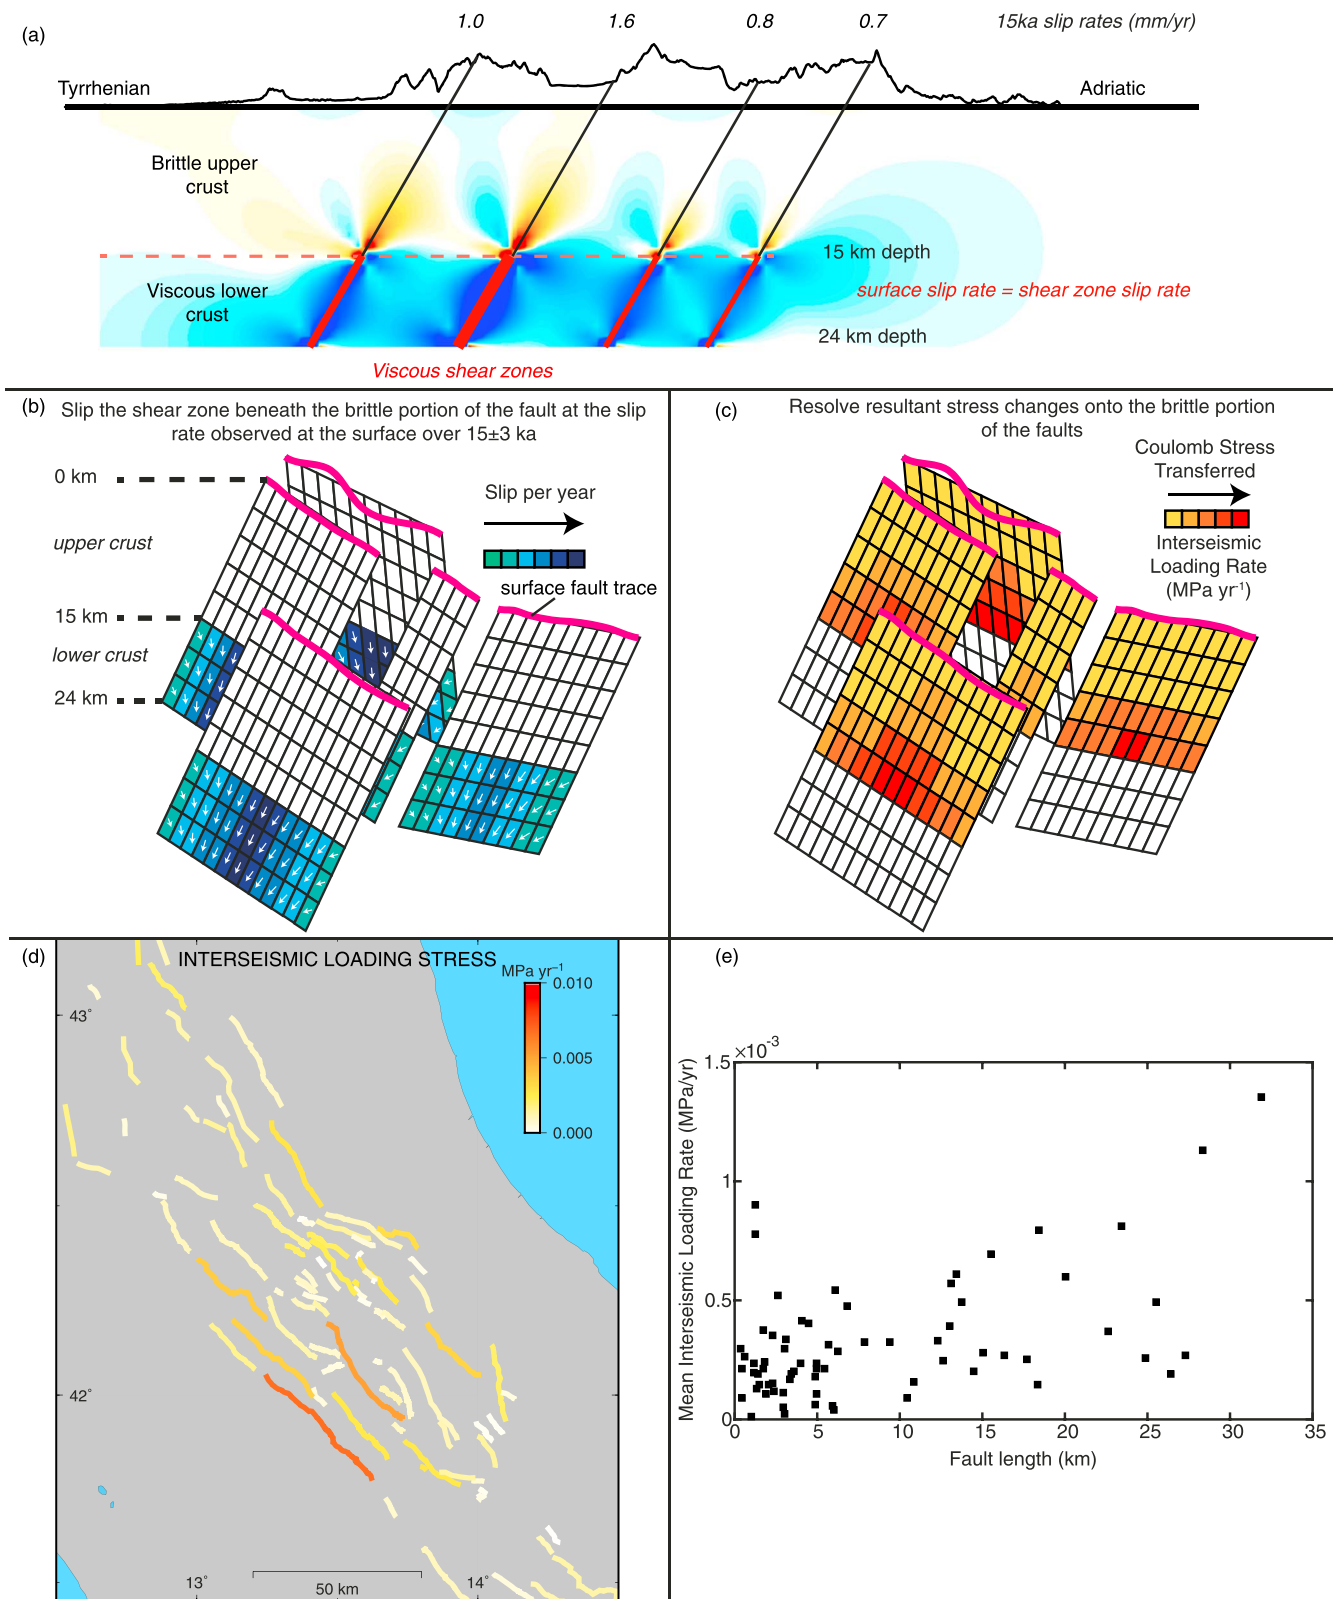 (a)
1.0 1.6 0.8 0.7 15ka slip rates (mm/yr)
Tyrrhenian
Adriatic
Brittle upper
crust
15 km depth
Viscous lower
crust
surface slip rate = shear zone slip rate
24 km depth
Viscous shear zones
(b)
Slip the shear zone beneath the brittle portion of the fault at the slip
rate observed at the surface over 15±3 ka
0 km
upper crust
15 km
lower crust
24 km
Slip per year
surface fault trace
(c)
Resolve resultant stress changes onto the brittle portion
of the faults
Coulomb Stress
Transferred
Interseismic
Loading Rate
(MPa yr-1)
(d)
INTERSEISMIC LOADING STRESS
MPa yr−1
0.010
0.005
0.000
43°
42°
13°
14°
50 km
(e)
×10-3
1.5
1
0.5
0
Mean Interseismic Loading Rate (MPa/yr)
0 5 10 15 20 25 30 35
Fault length (km)